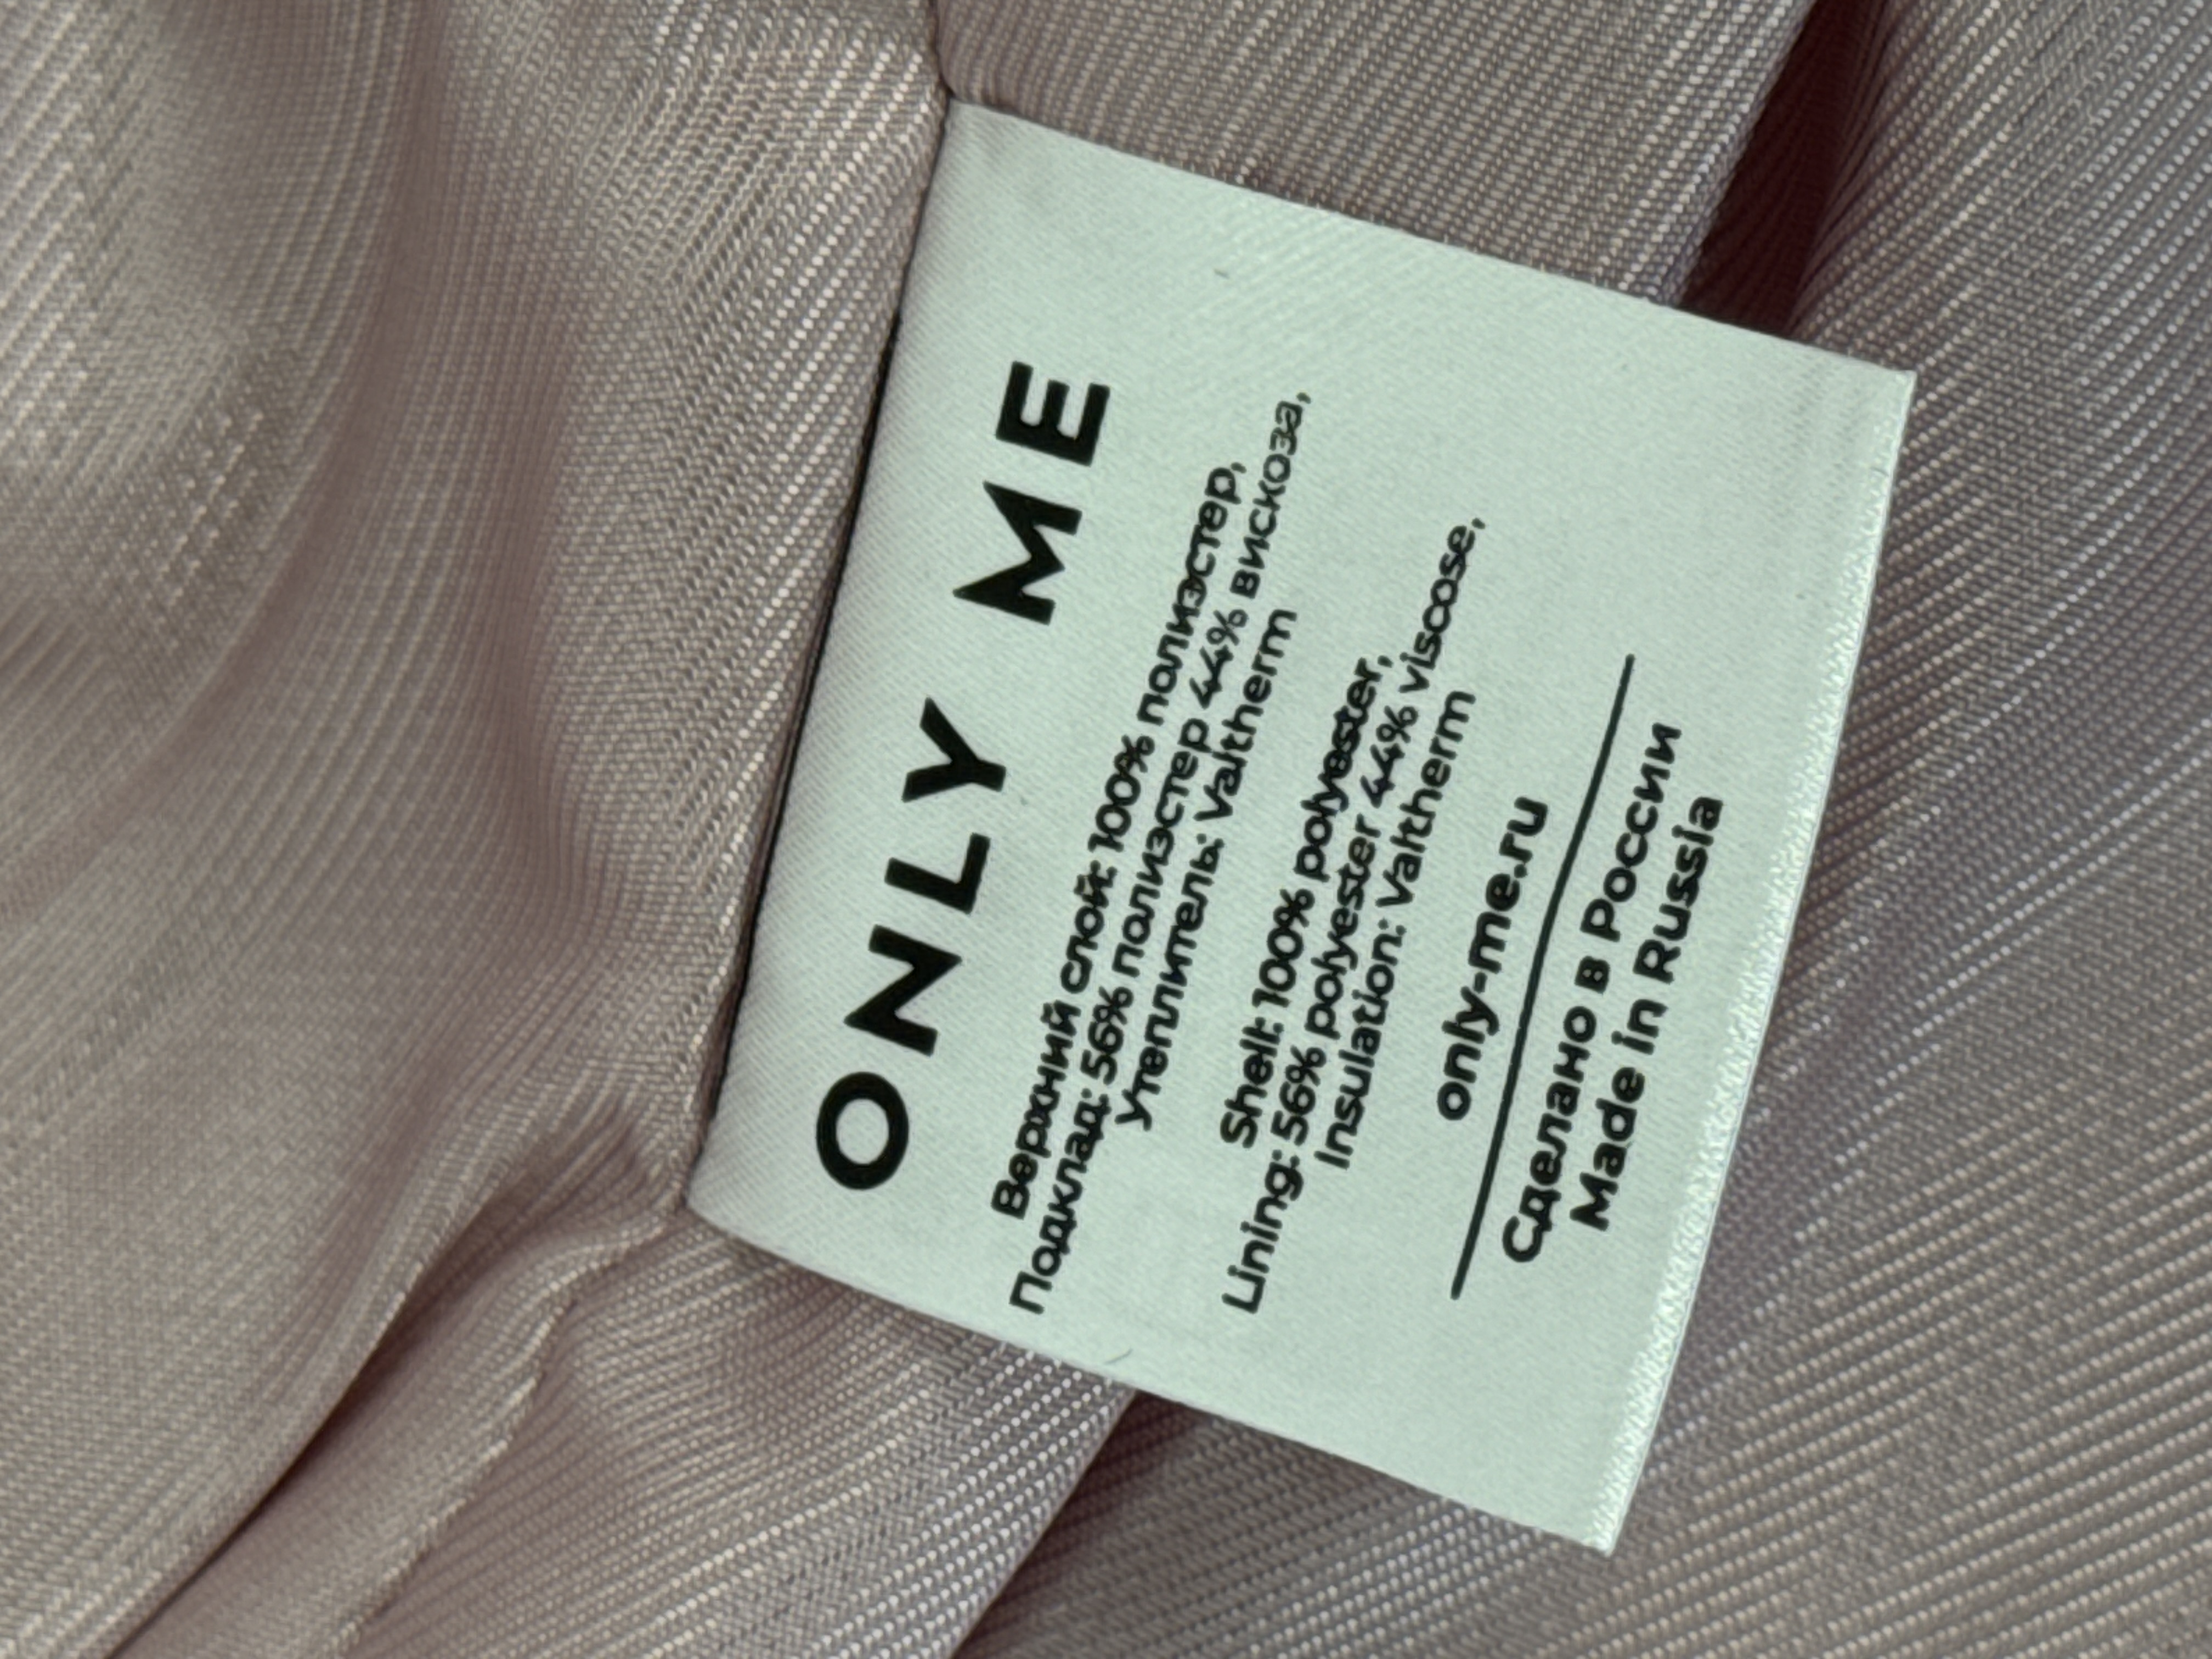 ONLY ME
Верхний слой: 100% полиэстер,
Подклад: 56% полиэстер 44% вискоза,
Утеплитель: Valtherm
Shell: 100% polyester,
Lining: 56% polyester 44% viscose,
Insulation: Valtherm
only-me.ru
Сделано в России
Made in Russia